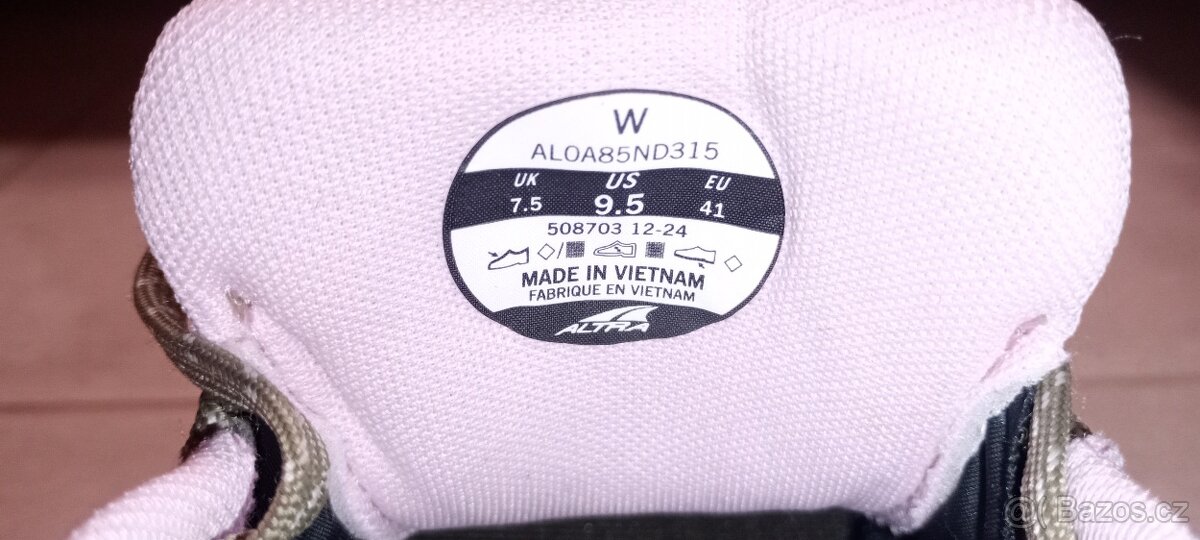 W
AL0A85ND315
UK US EU
7.5 9.5 41
508703 12-24
MADE IN VIETNAM
FABRIQUE EN VIETNAM
ALTRA
@ Bazos.cz